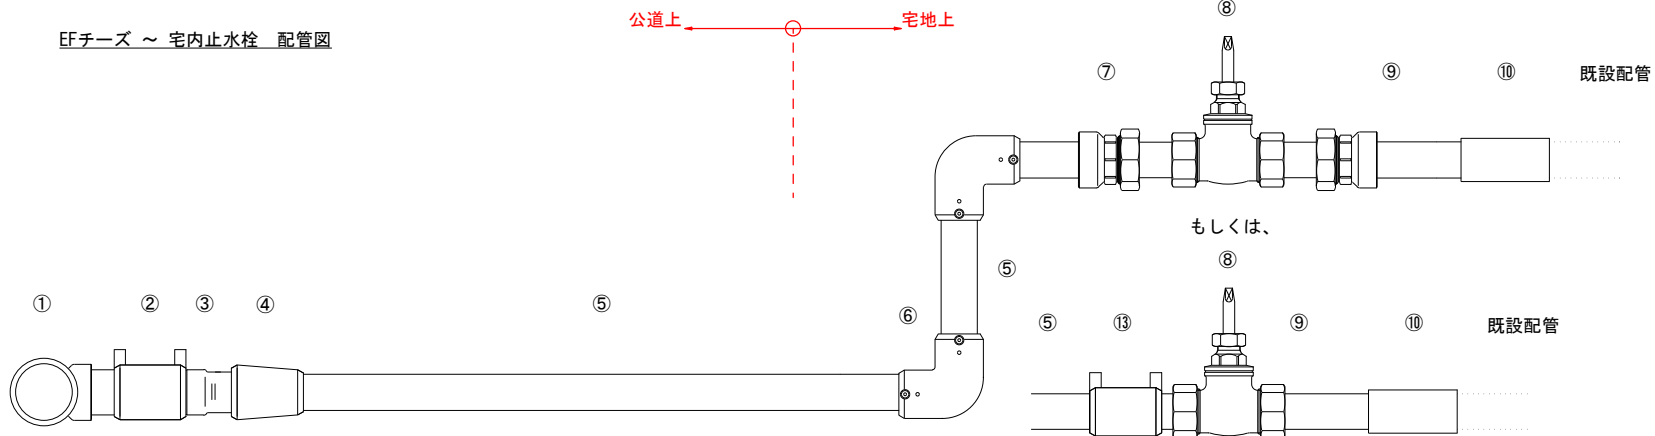 EFチーズ ～ 宅内止水栓 配管図
公道上
宅地上
⑧
⑦
⑨
⑩
既設配管
もしくは、
⑧
⑤
①
②
③
④
⑤
⑥
⑤
⑬
⑨
⑩
既設配管